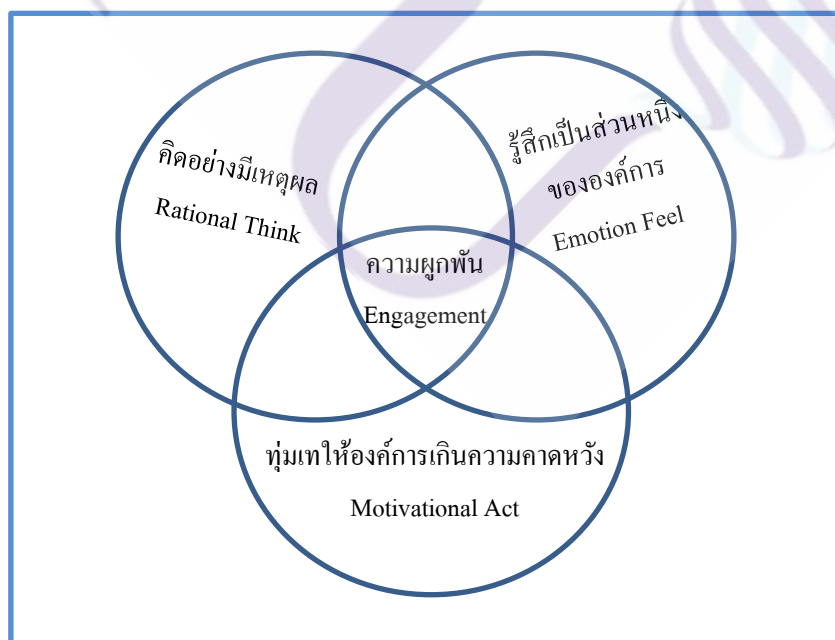 คิดอย่างมีเหตุผล
Rational Think
รู้สึกเป็นส่วนหนึ่ง
ขององค์การ
Emotion Feel
ความผูกพัน
Engagement
ทุ่มเทให้องค์การเกินความคาดหวัง
Motivational Act